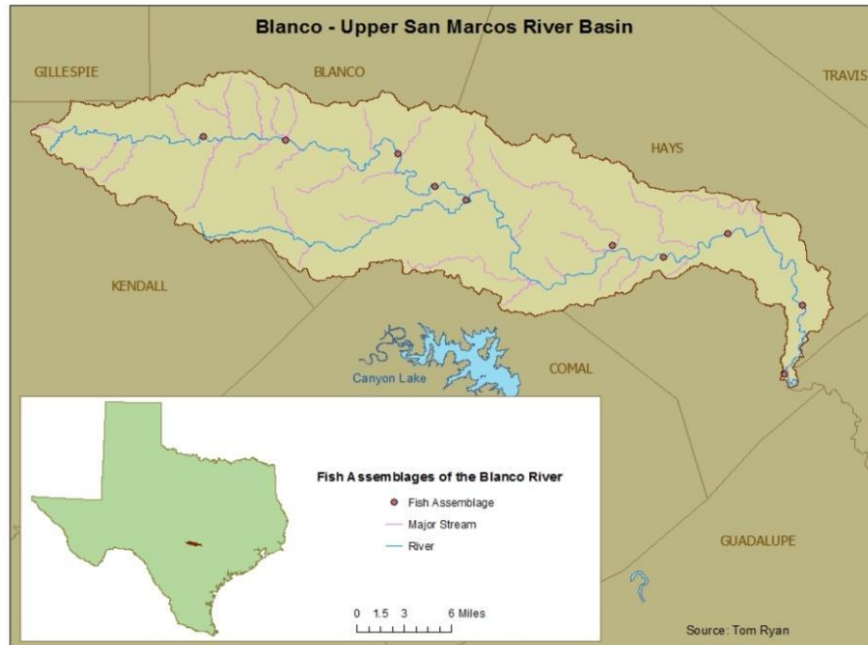 Blanco - Upper San Marcos River Basin
GILLESPIE
BLANCO
TRAVIS
HAYS
KENDALL
COMAL
Canyon Lake
GUADALUPE
Fish Assemblages of the Blanco River
Fish Assemblage
Major Stream
River
0 1.5 3 6 Miles
Source: Tom Ryan